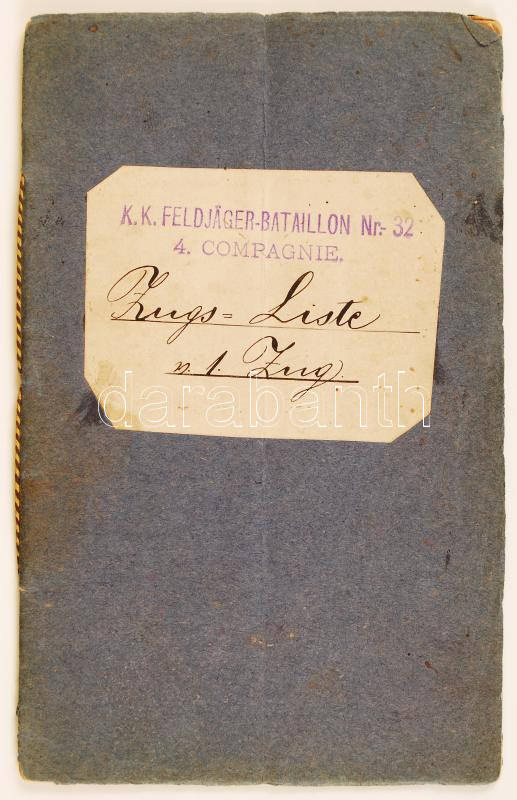 K.K. FELDJÄGER-BATAILLON Nr.- 32
4. COMPAGNIE.
Zugs= Liste
v. 1. Zug.
darabanth